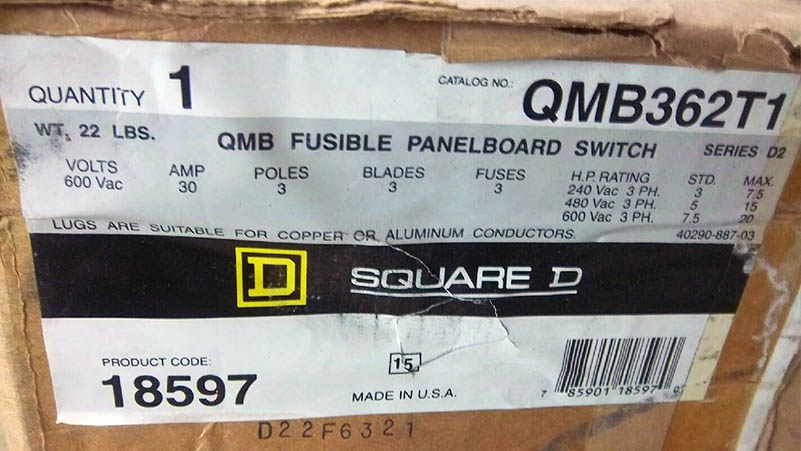 QUANTITY 1
CATALOG NO.: QMB362T1
WT. 22 LBS.
QMB FUSIBLE PANELBOARD SWITCH SERIES D2
VOLTS AMP POLES BLADES FUSES H.P. RATING STD. MAX.
600 Vac 30 3 3 3 240 Vac 3 PH. 3 7.5
480 Vac 3 PH. 5 15
600 Vac 3 PH. 7.5 20
LUGS ARE SUITABLE FOR COPPER OR ALUMINUM CONDUCTORS. 40290-887-03
D SQUARE D
PRODUCT CODE:
18597
15
MADE IN U.S.A.
7 85901 18597
D22F6321